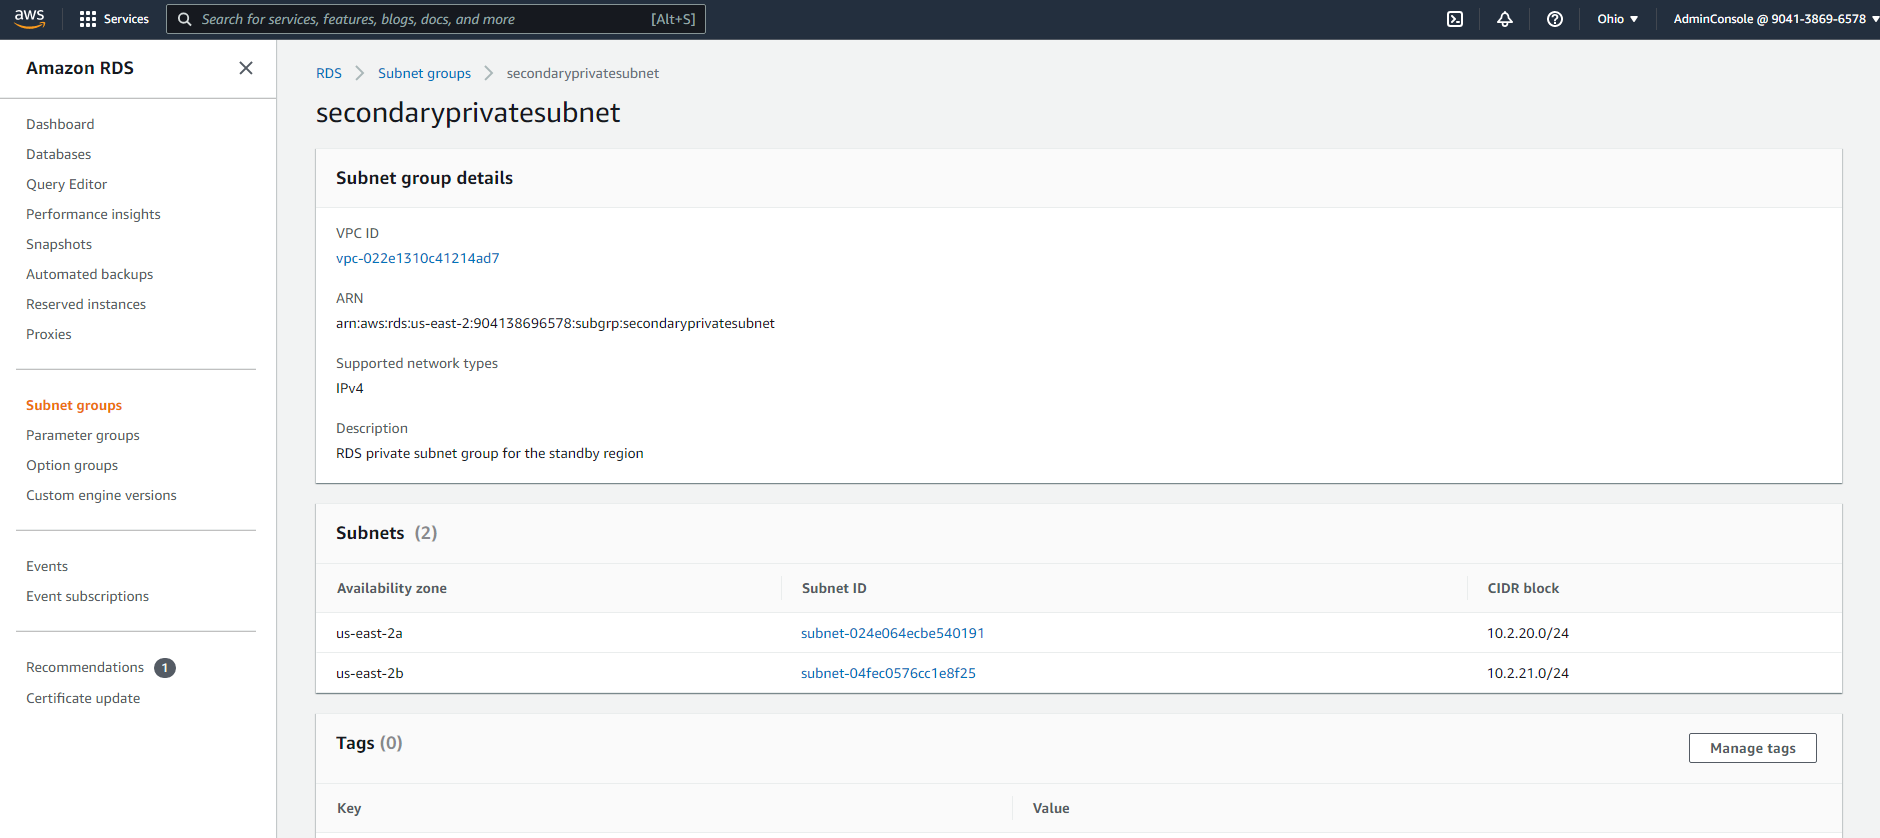 aws
Services
Search for services, features, blogs, docs, and more [Alt+S]
Ohio ▼
AdminConsole @ 9041-3869-6578 ▼
Amazon RDS
Dashboard
Databases
Query Editor
Performance insights
Snapshots
Automated backups
Reserved instances
Proxies
Subnet groups
Parameter groups
Option groups
Custom engine versions
Events
Event subscriptions
Recommendations 1
Certificate update
RDS > Subnet groups > secondaryprivatesubnet
secondaryprivatesubnet
Subnet group details
VPC ID
vpc-022e1310c41214ad7
ARN
arn:aws:rds:us-east-2:904138696578:subgrp:secondaryprivatesubnet
Supported network types
IPv4
Description
RDS private subnet group for the standby region
Subnets (2)
Availability zone Subnet ID CIDR block
us-east-2a subnet-024e064ecbe540191 10.2.20.0/24
us-east-2b subnet-04fec0576cc1e8f25 10.2.21.0/24
Tags (0)
Manage tags
Key Value